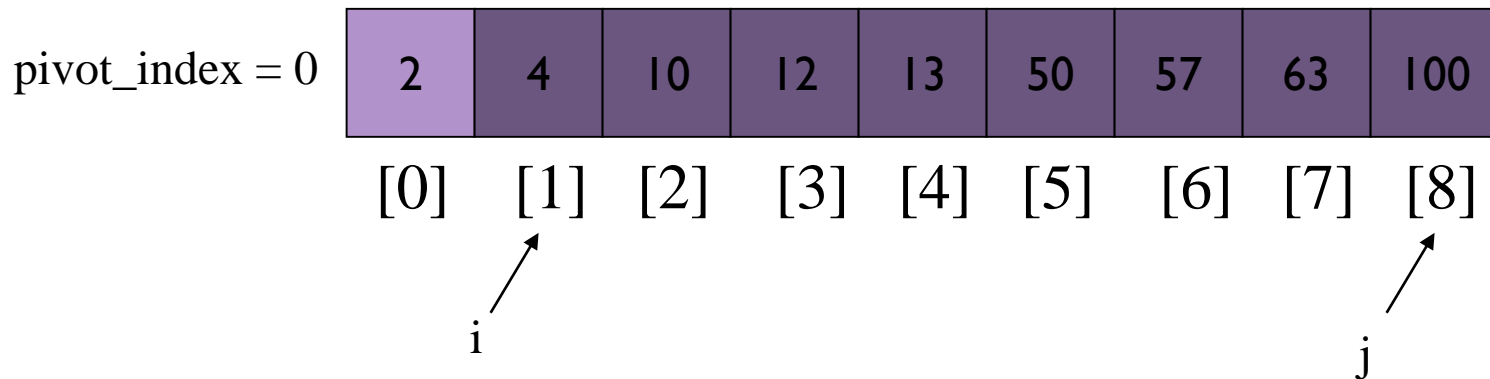 pivot_index = 0 2 4 10 12 13 50 57 63 100
[0] [1] [2] [3] [4] [5] [6] [7] [8]
i j